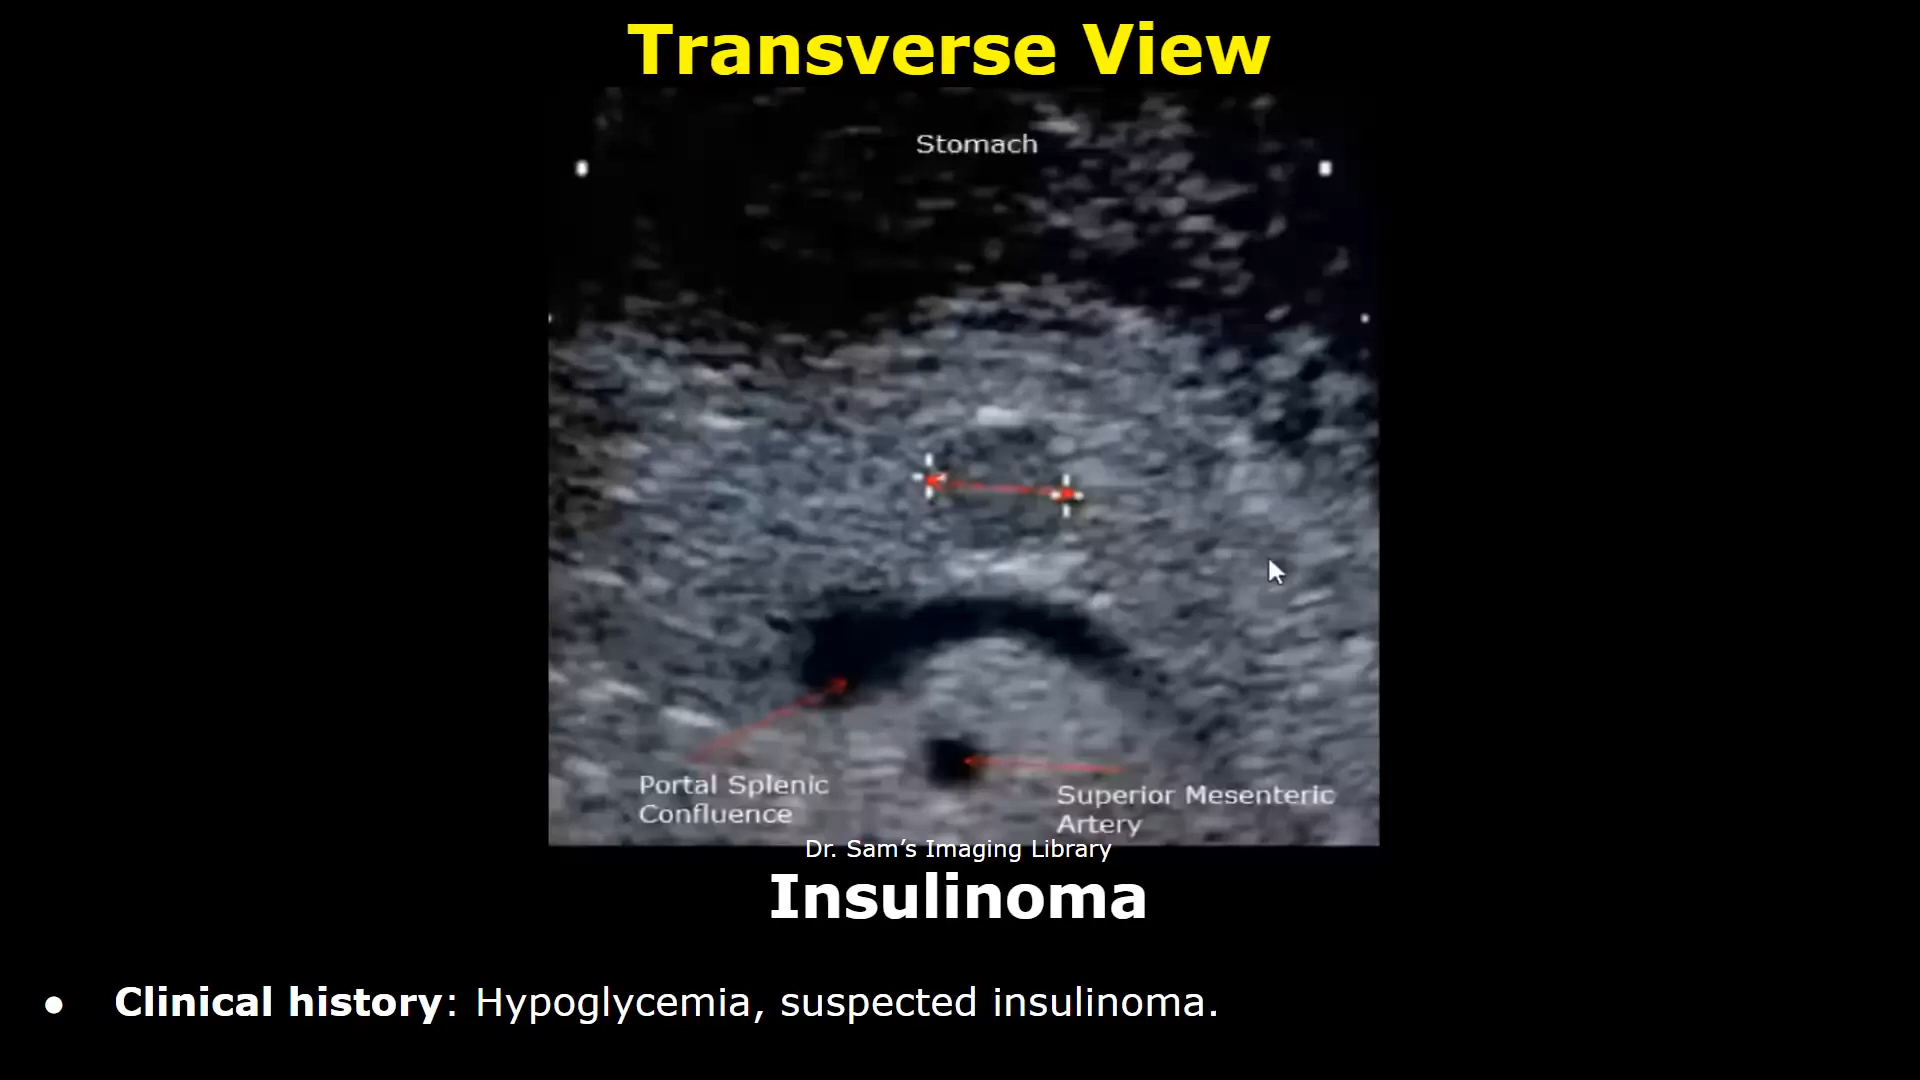 Transverse View
Stomach
Portal Splenic
Confluence
Superior Mesenteric
Artery
Dr. Sam’s Imaging Library
Insulinoma
● Clinical history: Hypoglycemia, suspected insulinoma.